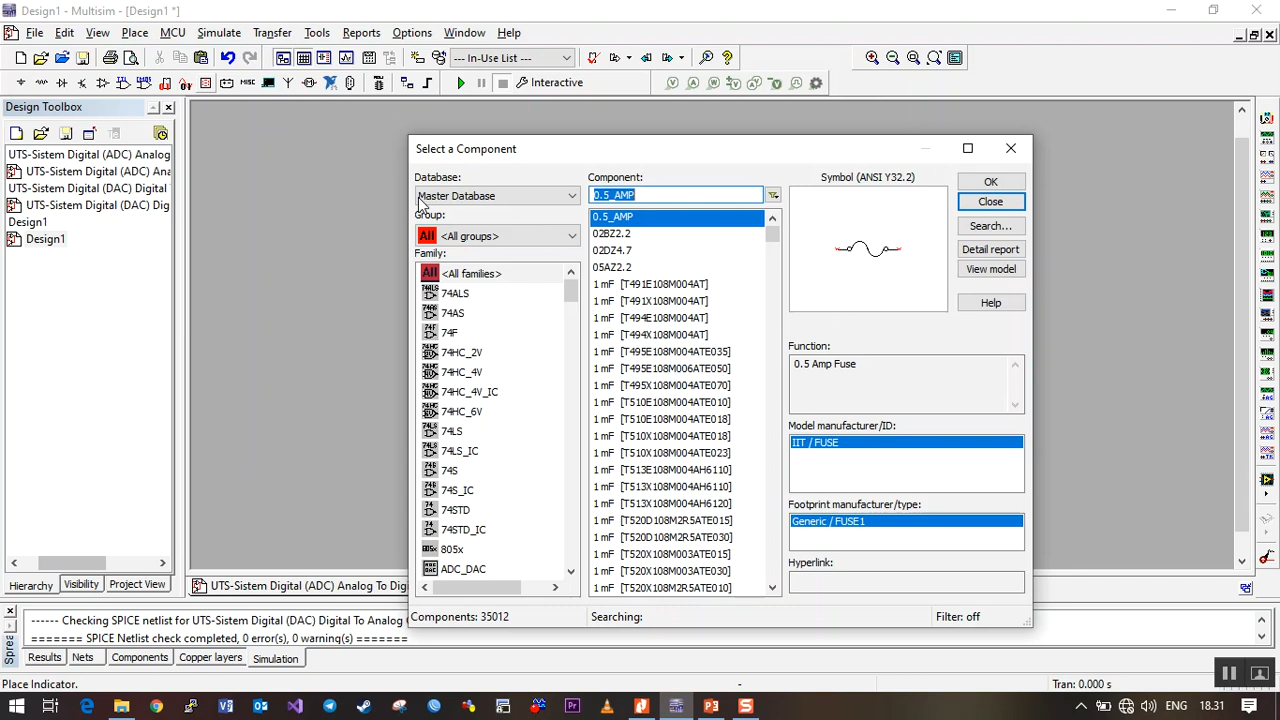 Design1 - Multisim - [Design1 *]
File Edit View Place MCU Simulate Transfer Tools Reports Options Window Help
--- In-Use List ---
Interactive
Design Toolbox
UTS-Sistem Digital (ADC) Analog
UTS-Sistem Digital (ADC) Ana
UTS-Sistem Digital (DAC) Digital
UTS-Sistem Digital (DAC) Dig
Design1
Design1
Hierarchy Visibility Project View
Select a Component
Database:
Master Database
Group:
All <All groups>
Family:
All <All families>
74ALS
74AS
74F
74HC_2V
74HC_4V
74HC_4V_IC
74HC_6V
74LS
74LS_IC
74S
74S_IC
74STD
74STD_IC
805x
ADC_DAC
Component:
0.5_AMP
0.5_AMP
02BZ2.2
02DZ4.7
05AZ2.2
1 mF [T491E108M004AT]
1 mF [T491X108M004AT]
1 mF [T494E108M004AT]
1 mF [T494X108M004AT]
1 mF [T495E108M004ATE035]
1 mF [T495E108M006ATE050]
1 mF [T495X108M004ATE070]
1 mF [T510E108M004ATE010]
1 mF [T510E108M004ATE018]
1 mF [T510X108M004ATE018]
1 mF [T510X108M004ATE023]
1 mF [T513E108M004AH6110]
1 mF [T513X108M004AH6110]
1 mF [T513X108M004AH6120]
1 mF [T520D108M2R5ATE015]
1 mF [T520D108M2R5ATE030]
1 mF [T520X108M003ATE015]
1 mF [T520X108M003ATE030]
1 mF [T520X108M2R5ATE010]
Symbol (ANSI Y32.2)
OK
Close
Search...
Detail report
View model
Help
Function:
0.5 Amp Fuse
Model manufacturer/ID:
IIT / FUSE
Footprint manufacturer/type:
Generic / FUSE1
Hyperlink:
Components: 35012 Searching: Filter: off
UTS-Sistem Digital (ADC) Analog To Dig
------ Checking SPICE netlist for UTS-Sistem Digital (DAC) Digital To Analog
======= SPICE Netlist check completed, 0 error(s), 0 warning(s) =======
Results Nets Components Copper layers Simulation
Place Indicator. - Tran: 0.000 s
ENG 18.31